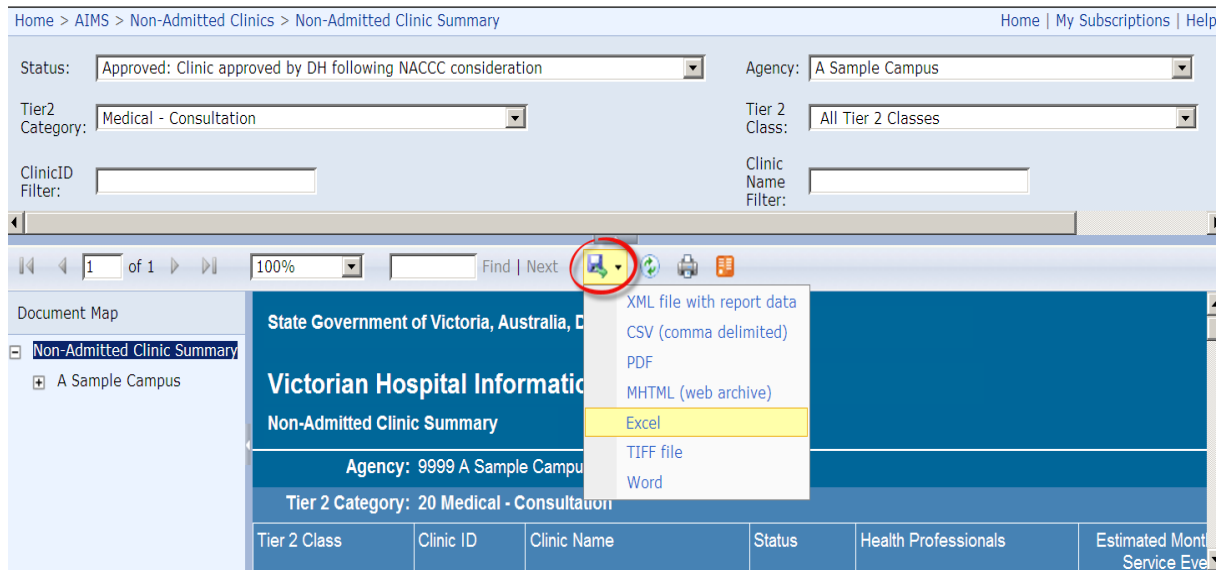 Home > AIMS > Non-Admitted Clinics > Non-Admitted Clinic Summary
Home | My Subscriptions | Help
Status:
Approved: Clinic approved by DH following NACCC consideration
Agency:
A Sample Campus
Tier2
Category:
Medical - Consultation
Tier 2
Class:
All Tier 2 Classes
ClinicID
Filter:
Clinic
Name
Filter:
1 of 1
100%
Find | Next
XML file with report data
CSV (comma delimited)
PDF
MHTML (web archive)
Excel
TIFF file
Word
Document Map
Non-Admitted Clinic Summary
A Sample Campus
State Government of Victoria, Australia, D
Victorian Hospital Informatic
Non-Admitted Clinic Summary
Agency: 9999 A Sample Campu
Tier 2 Category: 20 Medical - Consultation
Tier 2 Class
Clinic ID
Clinic Name
Status
Health Professionals
Estimated Mont
Service Eve